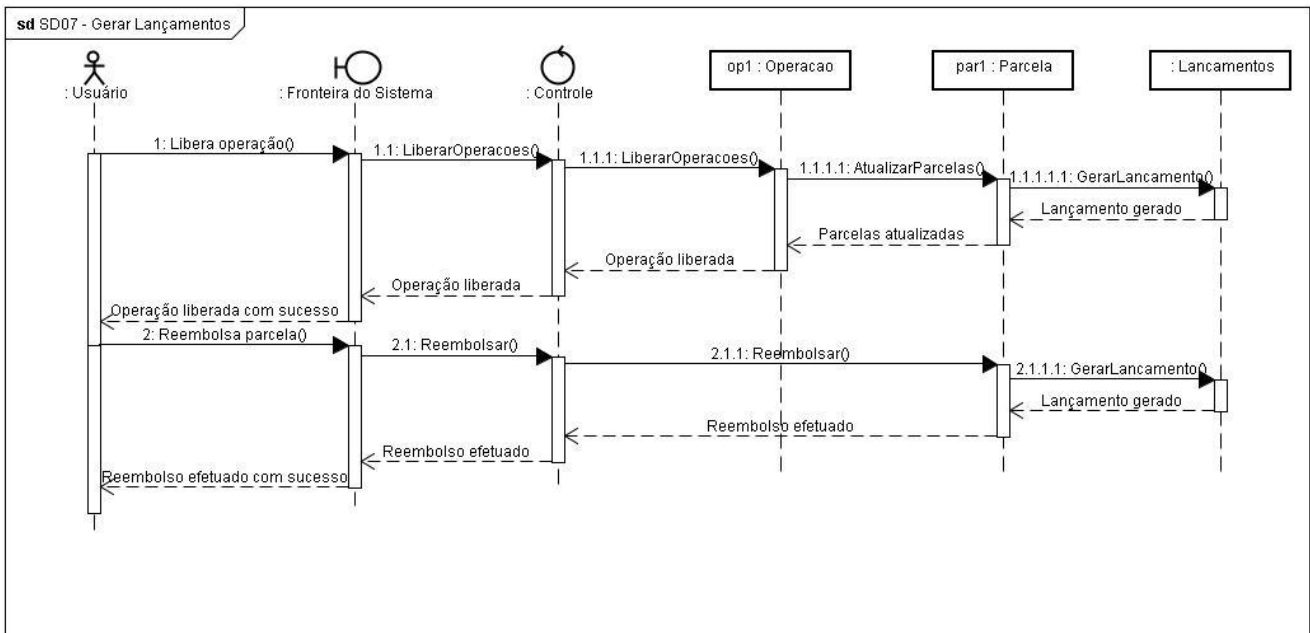 sd SD07 - Gerar Lançamentos
: Usuário
: Fronteira do Sistema
: Controle
op1 : Operacao
par1 : Parcela
: Lancamentos
1: Libera operação()
1.1: LiberarOperacoes()
1.1.1: LiberarOperacoes()
1.1.1.1: AtualizarParcelas()
1.1.1.1.1: GerarLancamento()
Lançamento gerado
Parcelas atualizadas
Operação liberada
Operação liberada
Operação liberada com sucesso
2: Reembolsa parcela()
2.1: Reembolsar()
2.1.1: Reembolsar()
2.1.1.1: GerarLancamento()
Lançamento gerado
Reembolso efetuado
Reembolso efetuado
Reembolso efetuado com sucesso